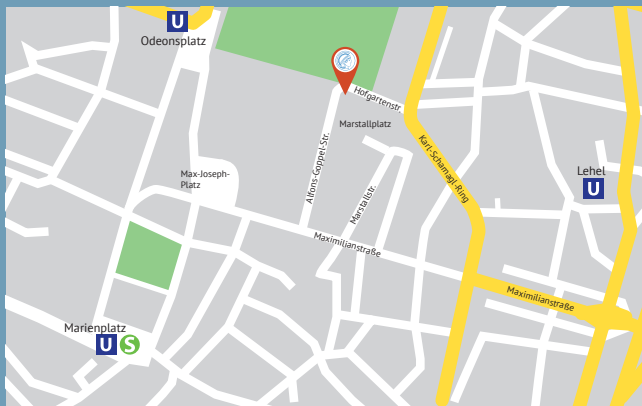 U
Odeonsplatz
Hofgartenstr.
Marstallplatz
Alfons-Goppel-Str.
Karl-Scharnagl-Ring
Max-Joseph-
Platz
Marstallstr.
Lehel
U
Maximilianstraße
Maximilianstraße
Marienplatz
U S